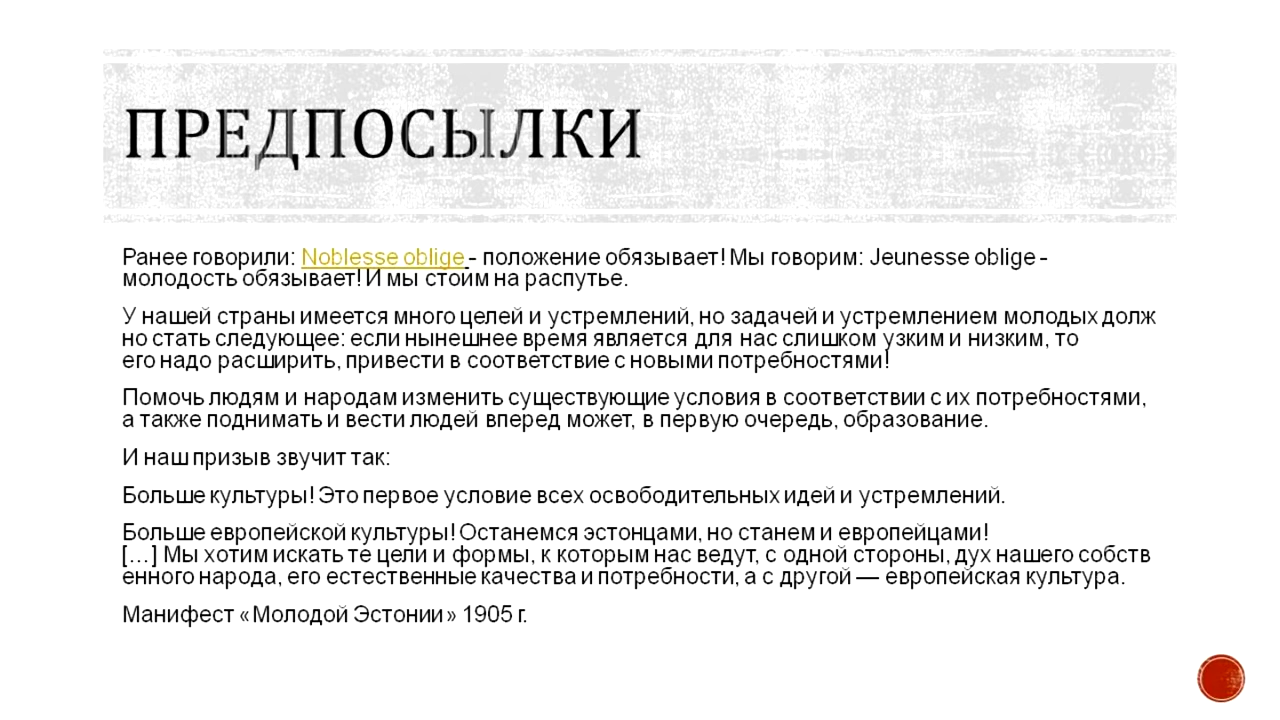 ПРЕДПОСЫЛКИ
Ранее говорили: Noblesse oblige - положение обязывает! Мы говорим: Jeunesse oblige -
молодость обязывает! И мы стоим на распутье.
У нашей страны имеется много целей и устремлений, но задачей и устремлением молодых долж
но стать следующее: если нынешнее время является для нас слишком узким и низким, то
его надо расширить, привести в соответствие с новыми потребностями!
Помочь людям и народам изменить существующие условия в соответствии с их потребностями,
а также поднимать и вести людей вперед может, в первую очередь, образование.
И наш призыв звучит так:
Больше культуры! Это первое условие всех освободительных идей и устремлений.
Больше европейской культуры! Останемся эстонцами, но станем и европейцами!
[…] Мы хотим искать те цели и формы, к которым нас ведут, с одной стороны, дух нашего собств
енного народа, его естественные качества и потребности, а с другой — европейская культура.
Манифест «Молодой Эстонии» 1905 г.